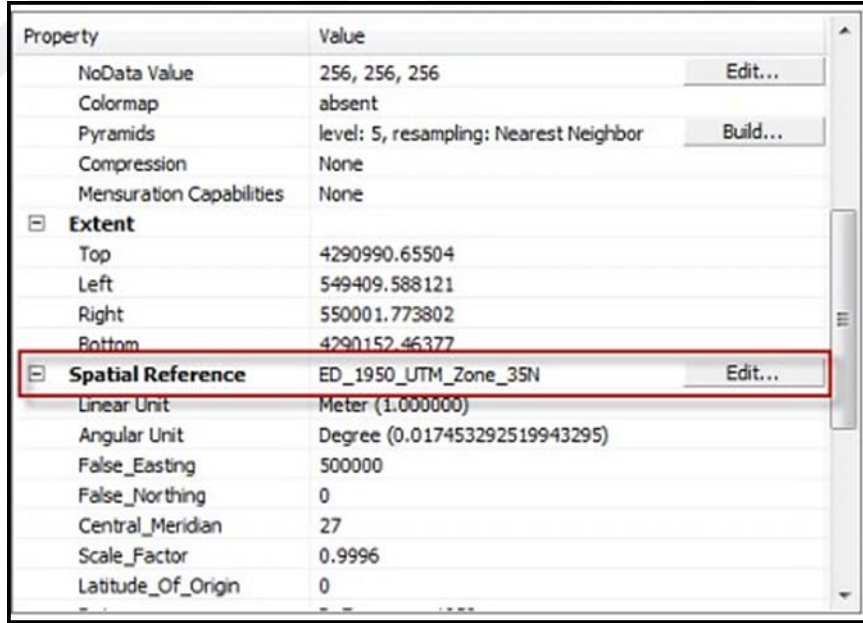 Property Value
NoData Value 256, 256, 256 Edit...
Colormap absent
Pyramids level: 5, resampling: Nearest Neighbor Build...
Compression None
Mensuration Capabilities None
Extent
Top 4290990.65504
Left 549409.588121
Right 550001.773802
Bottom 4290152.46377
Spatial Reference ED_1950_UTM_Zone_35N Edit...
Linear Unit Meter (1.000000)
Angular Unit Degree (0.017453292519943295)
False_Easting 500000
False_Northing 0
Central_Meridian 27
Scale_Factor 0.9996
Latitude_Of_Origin 0